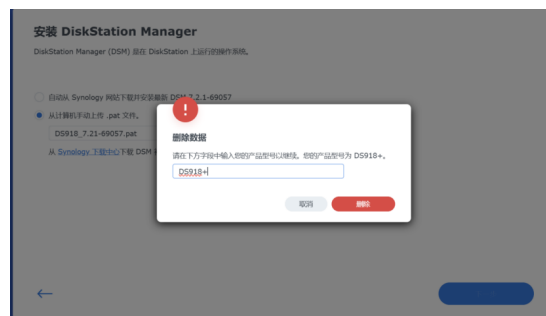 安装 DiskStation Manager
DiskStation Manager (DSM) 是在 DiskStation 上运行的操作系统。
自动从 Synology 网站下载并安装最新 DSM 7.2.1-69057
从计算机手动上传 .pat 文件。
DS918_7.21-69057.pat
从 Synology 下载中心下载 DSM
删除数据
请在下方字段中输入您的产品型号以继续。您的产品型号为 DS918+。
DS918+
取消
删除